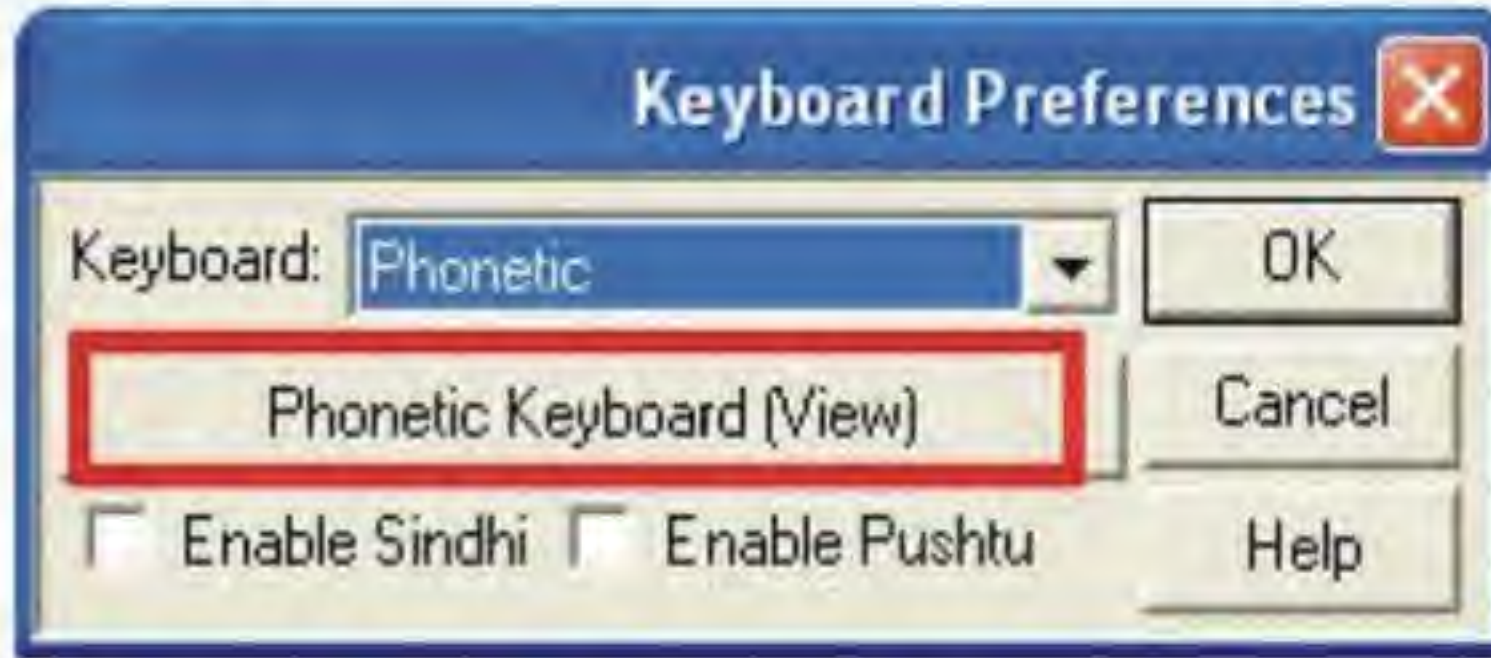 Keyboard Preferences
Keyboard: Phonetic OK
Phonetic Keyboard (View) Cancel
Enable Sindhi Enable Pushtu Help